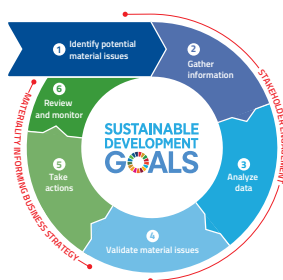 1 Identify potential
material issues
2
Gather
information
3
Analyze
data
4
Validate material issues
5
Take
actions
6
Review
and monitor
SUSTAINABLE
DEVELOPMENT
GOALS
STAKEHOLDER ENGAGEMENT
MATERIALITY INFORMING BUSINESS STRATEGY